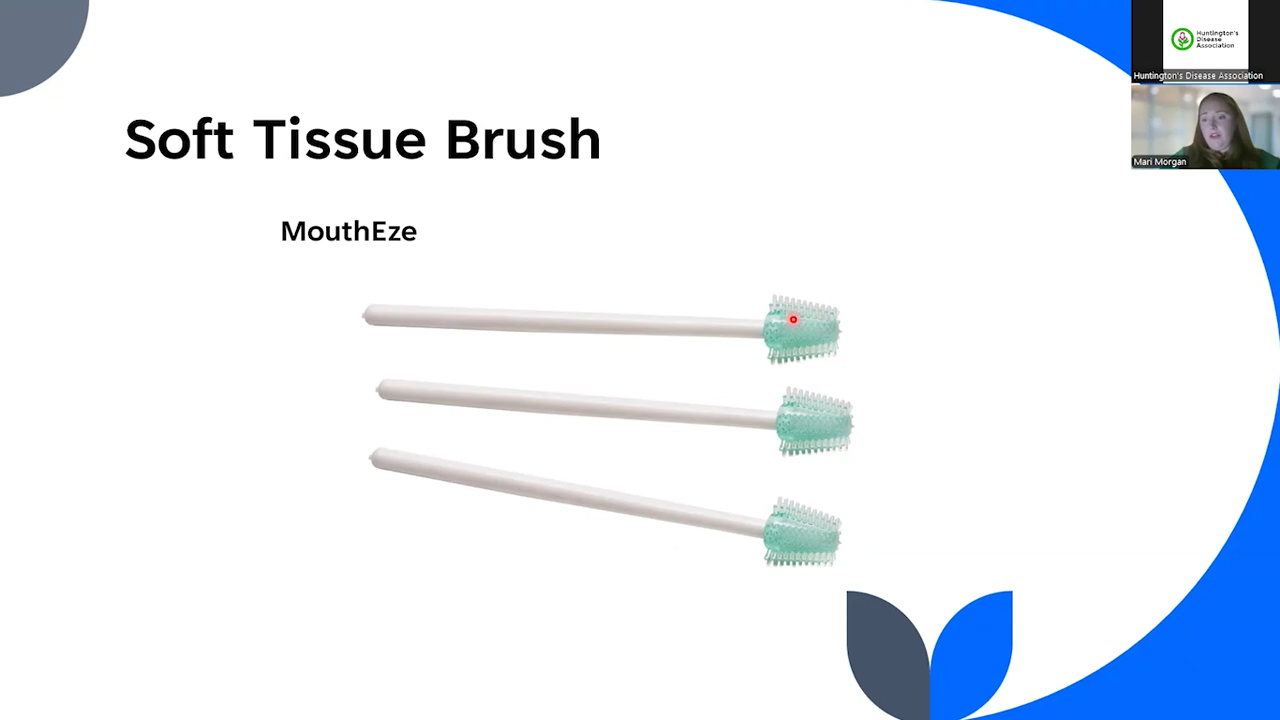 Soft Tissue Brush
MouthEze
Huntington's
Disease
Association
Huntington's Disease Association
Mari Morgan